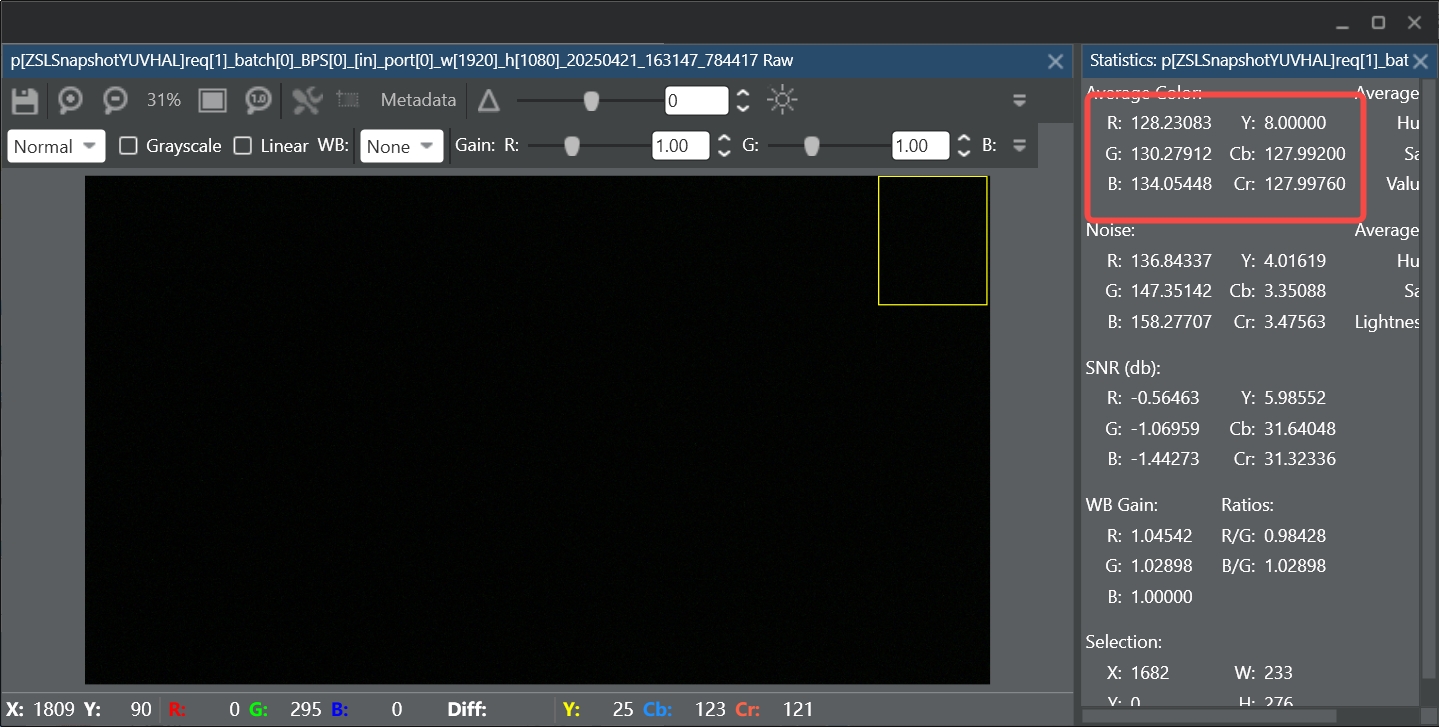 p[ZSLSnapshotYUVHAL]req[1]_batch[0]_BPS[0]_[in]_port[0]_w[1920]_h[1080]_20250421_163147_784417 Raw
Statistics: p[ZSLSnapshotYUVHAL]req[1]_bat
31% 1.0 Metadata 0
Normal Grayscale Linear WB: None Gain: R: 1.00 G: 1.00 B:
Average Color: Average
R: 128.23083 Y: 8.00000 Hu
G: 130.27912 Cb: 127.99200 Sa
B: 134.05448 Cr: 127.99760 Valu
Noise: Average
R: 136.84337 Y: 4.01619 Hu
G: 147.35142 Cb: 3.35088 Sa
B: 158.27707 Cr: 3.47563 Lightnes
SNR (db):
R: -0.56463 Y: 5.98552
G: -1.06959 Cb: 31.64048
B: -1.44273 Cr: 31.32336
WB Gain: Ratios:
R: 1.04542 R/G: 0.98428
G: 1.02898 B/G: 1.02898
B: 1.00000
Selection:
X: 1682 W: 233
Y: 0 H: 276
X: 1809 Y: 90 R: 0 G: 295 B: 0 Diff: Y: 25 Cb: 123 Cr: 121